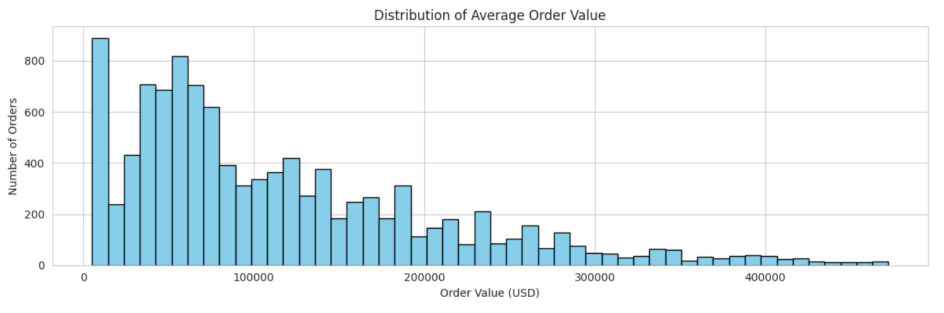 Distribution of Average Order Value
800
600
400
200
0
Number of Orders
0 100000 200000 300000 400000
Order Value (USD)